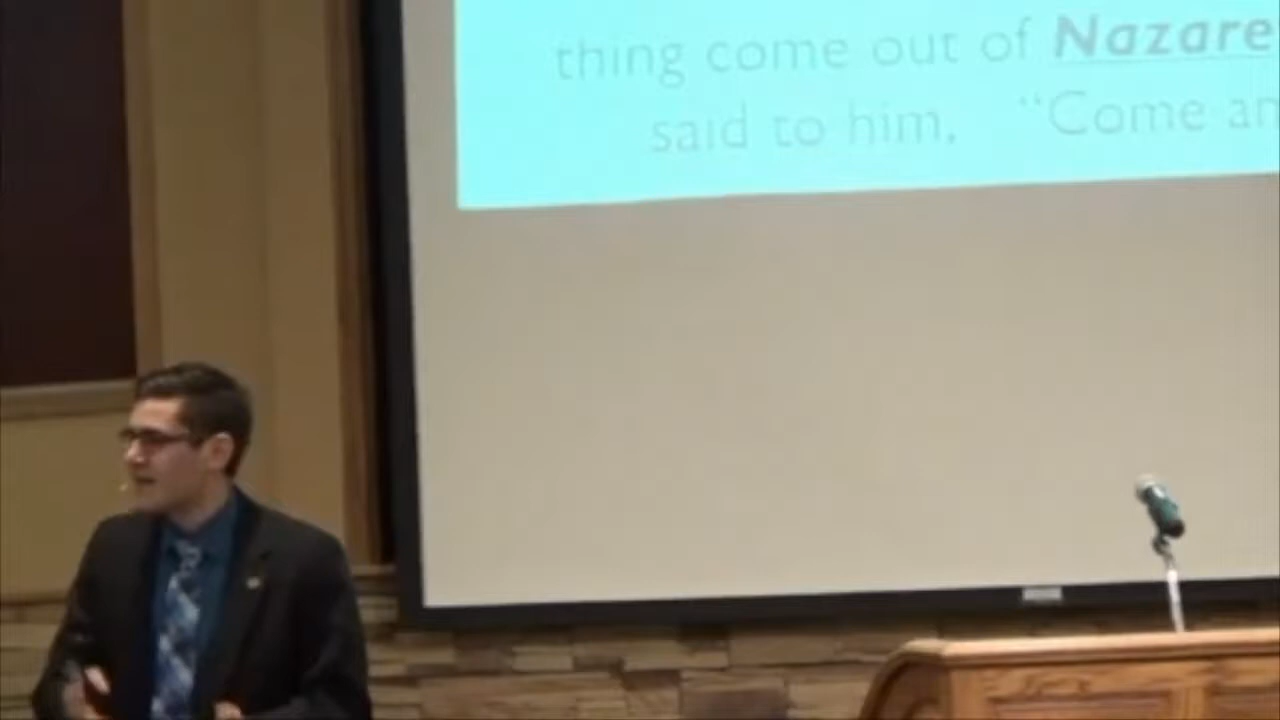 thing come out of Nazare
said to him, “Come an